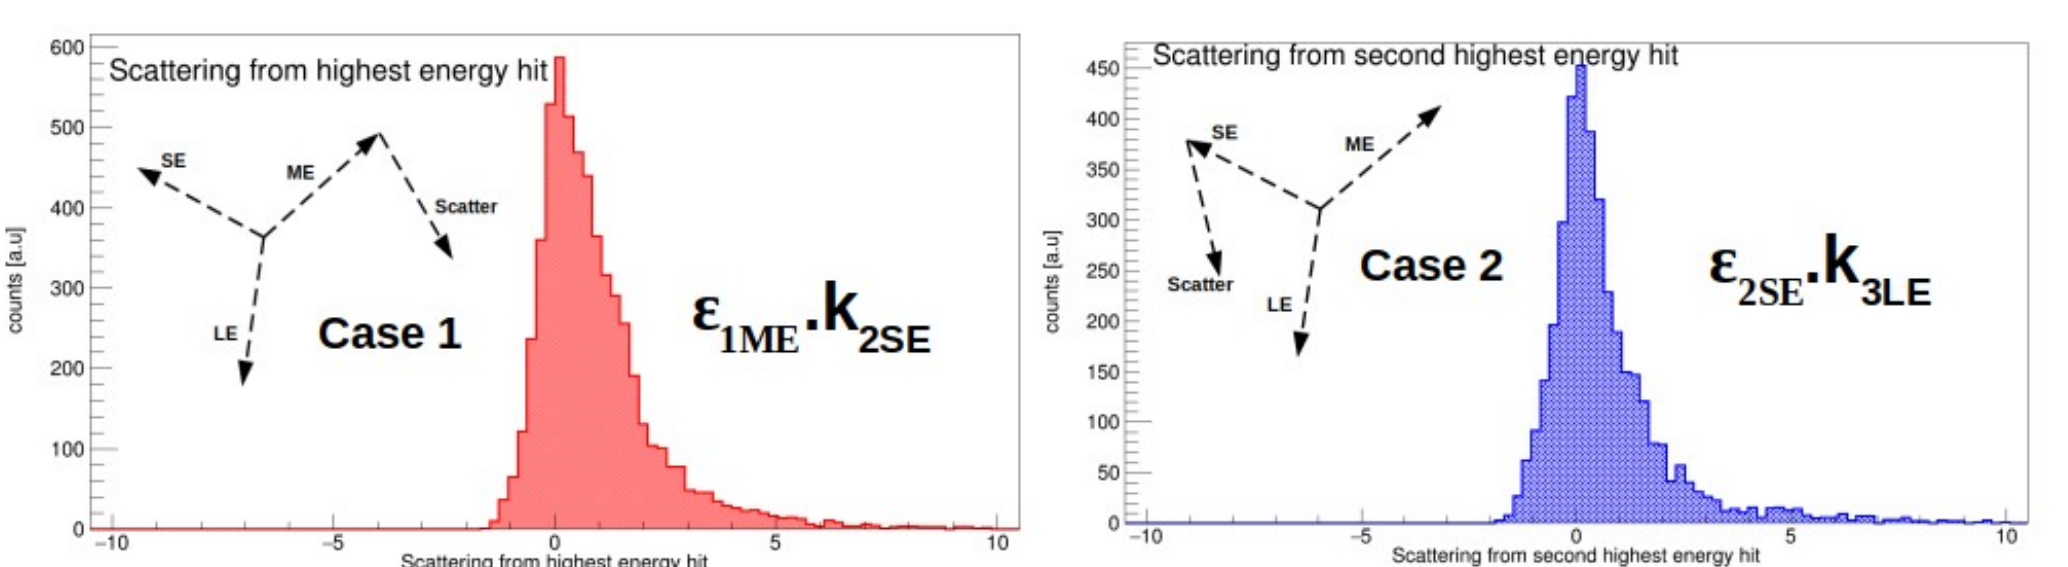 Scattering from highest energy hit
600
500
400
300
200
100
0
counts [a.u]
SE
ME
Scatter
LE
Case 1
ε1ME.k2SE
−10
−5
0
5
10
Scattering from highest energy hit
Scattering from second highest energy hit
450
400
350
300
250
200
150
100
50
0
counts [a.u]
SE
ME
Scatter
LE
Case 2
ε2SE.k3LE
−10
−5
0
5
10
Scattering from second highest energy hit